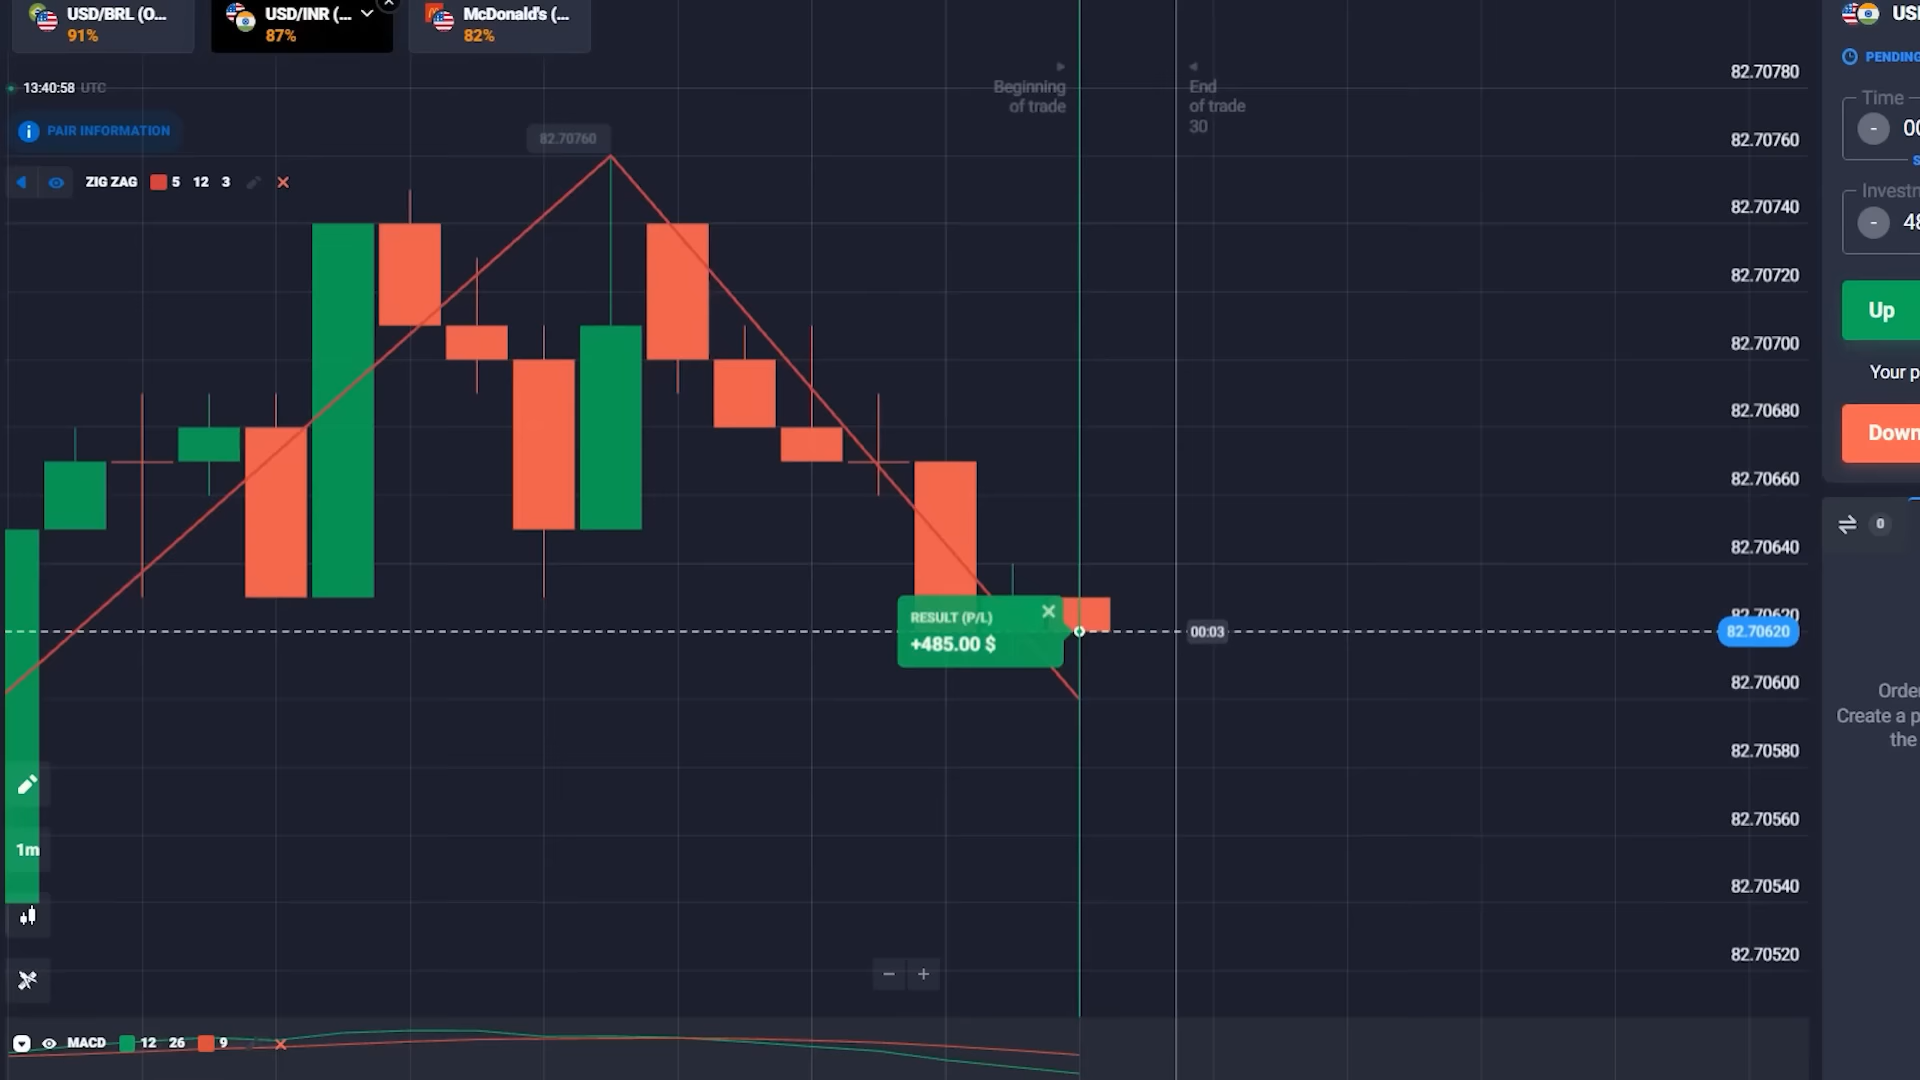 USD/BRL (O...
91%
USD/INR (...
87%
McDonald's (...
82%
13:40:58 UTC
PAIR INFORMATION
ZIG ZAG 5 12 3
82.70760
Beginning
of trade
End
of trade
30
82.70780
82.70760
82.70740
82.70720
82.70700
82.70680
82.70660
82.70640
82.70620
82.70620
82.70600
82.70580
82.70560
82.70540
82.70520
RESULT (P/L)
+485.00 $
00:03
1m
MACD 12 26 9
PENDING
Time
Up
Your p
Down
0
Orde
Create a p
the